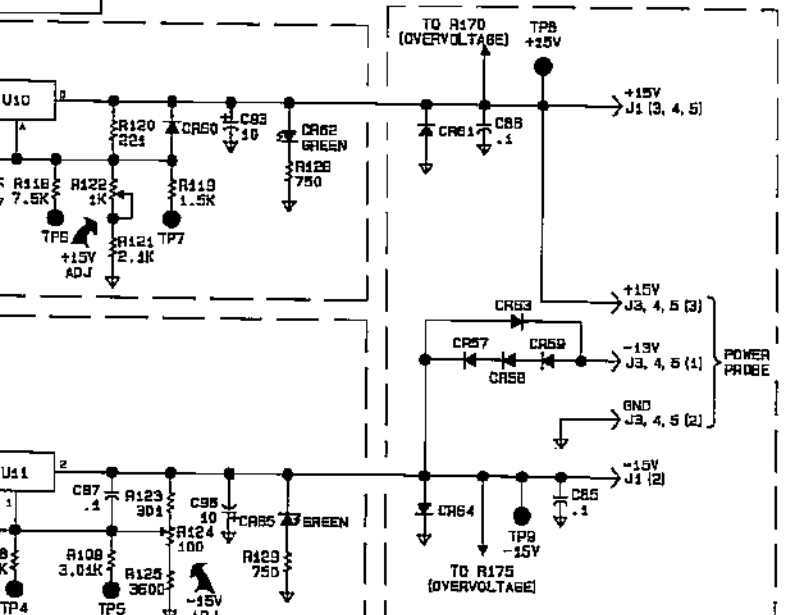 TO R170
(OVERVOLTAGE)
TP8
+15V
+15V
J1 (3, 4, 5)
U10
R120
221
CR60
C93
10
CR62
GREEN
R128
750
CR61
C86
.1
R118
7.5K
R122
1K
R119
1.5K
TP6
+15V
ADJ
R121
2.1K
TP7
+15V
J3, 4, 5 (3)
CR63
CR57
CR58
CR59
-13V
J3, 4, 5 (1)
POWER
PROBE
GND
J3, 4, 5 (2)
U11
2
1
C87
.1
R123
301
C96
10
CR65
GREEN
R124
100
R129
750
-15V
J1 (2)
CR64
TP9
-15V
C85
.1
TO R175
(OVERVOLTAGE)
K
R108
3.01K
R125
3600
TP4
TP5
-15V